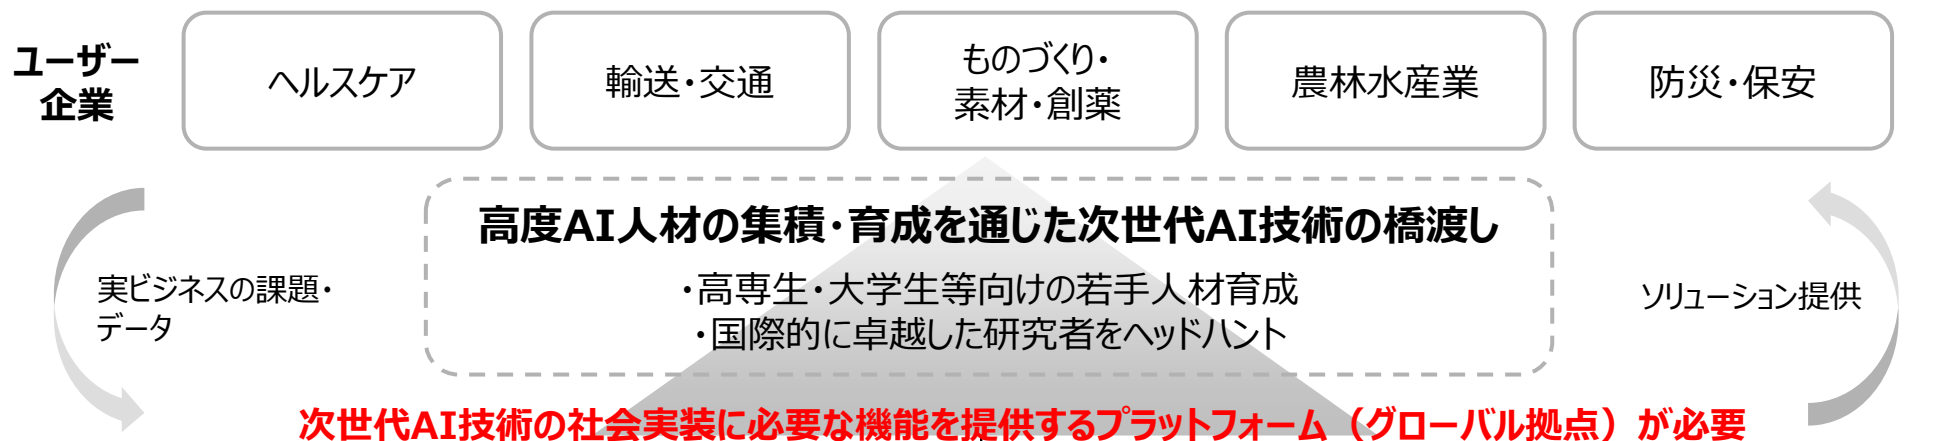 ユーザー
企業
ヘルスケア
輸送・交通
ものづくり・
素材・創薬
農林水産業
防災・保安
高度AI人材の集積・育成を通じた次世代AI技術の橋渡し
・高専生・大学生等向けの若手人材育成
・国際的に卓越した研究者をヘッドハント
実ビジネスの課題・
データ
ソリューション提供
次世代AI技術の社会実装に必要な機能を提供するプラットフォーム（グローバル拠点）が必要